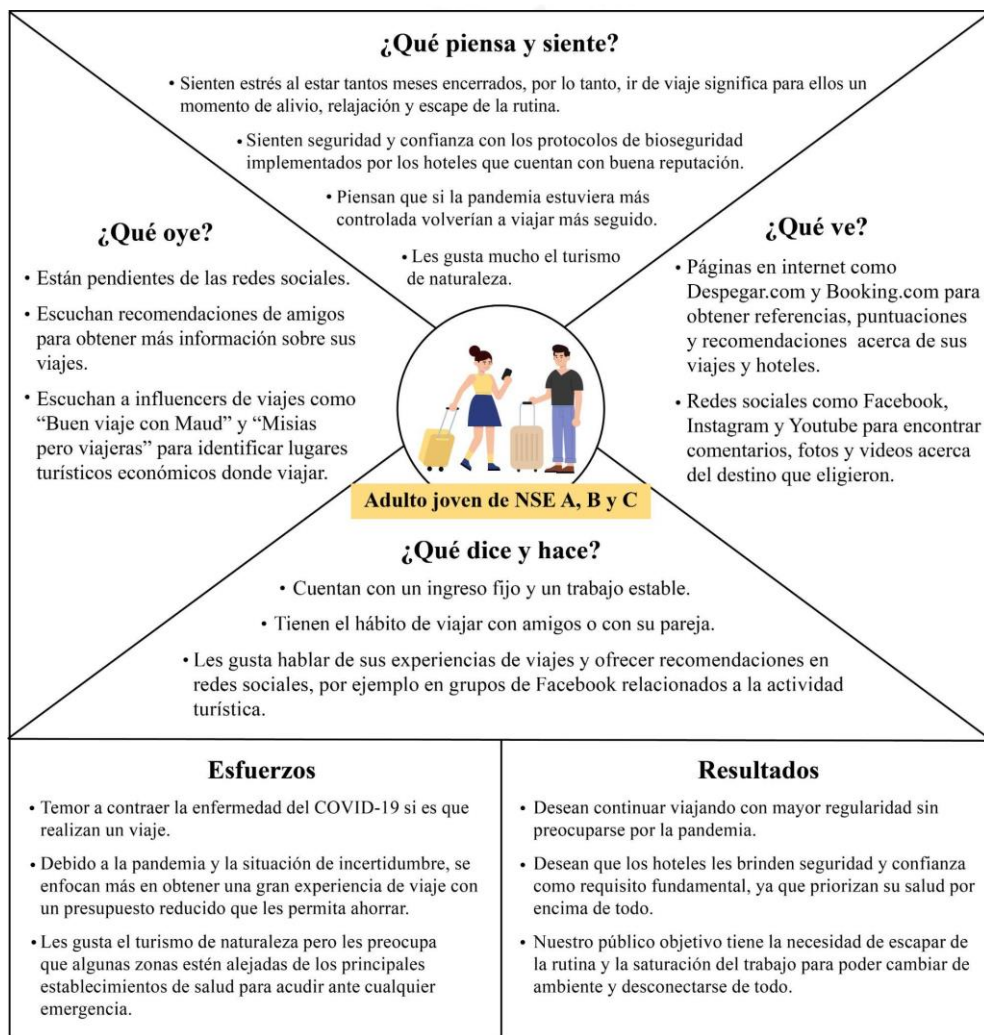 ¿Qué piensa y siente?
• Sienten estrés al estar tantos meses encerrados, por lo tanto, ir de viaje significa para ellos un
momento de alivio, relajación y escape de la rutina.
• Sienten seguridad y confianza con los protocolos de bioseguridad
implementados por los hoteles que cuentan con buena reputación.
• Piensan que si la pandemia estuviera más
controlada volverían a viajar más seguido.
• Les gusta mucho el turismo
de naturaleza.
¿Qué oye?
• Están pendientes de las redes sociales.
• Escuchan recomendaciones de amigos
para obtener más información sobre sus
viajes.
• Escuchan a influencers de viajes como
“Buen viaje con Maud” y “Misias
pero viajeras” para identificar lugares
turísticos económicos donde viajar.
¿Qué ve?
• Páginas en internet como
Despegar.com y Booking.com para
obtener referencias, puntuaciones
y recomendaciones acerca de sus
viajes y hoteles.
• Redes sociales como Facebook,
Instagram y Youtube para encontrar
comentarios, fotos y videos acerca
del destino que eligieron.
Adulto joven de NSE A, B y C
¿Qué dice y hace?
• Cuentan con un ingreso fijo y un trabajo estable.
• Tienen el hábito de viajar con amigos o con su pareja.
• Les gusta hablar de sus experiencias de viajes y ofrecer recomendaciones en
redes sociales, por ejemplo en grupos de Facebook relacionados a la actividad
turística.
Esfuerzos
• Temor a contraer la enfermedad del COVID-19 si es que
realizan un viaje.
• Debido a la pandemia y la situación de incertidumbre, se
enfocan más en obtener una gran experiencia de viaje con
un presupuesto reducido que les permita ahorrar.
• Les gusta el turismo de naturaleza pero les preocupa
que algunas zonas estén alejadas de los principales
establecimientos de salud para acudir ante cualquier
emergencia.
Resultados
• Desean continuar viajando con mayor regularidad sin
preocuparse por la pandemia.
• Desean que los hoteles les brinden seguridad y confianza
como requisito fundamental, ya que priorizan su salud por
encima de todo.
• Nuestro público objetivo tiene la necesidad de escapar de
la rutina y la saturación del trabajo para poder cambiar de
ambiente y desconectarse de todo.